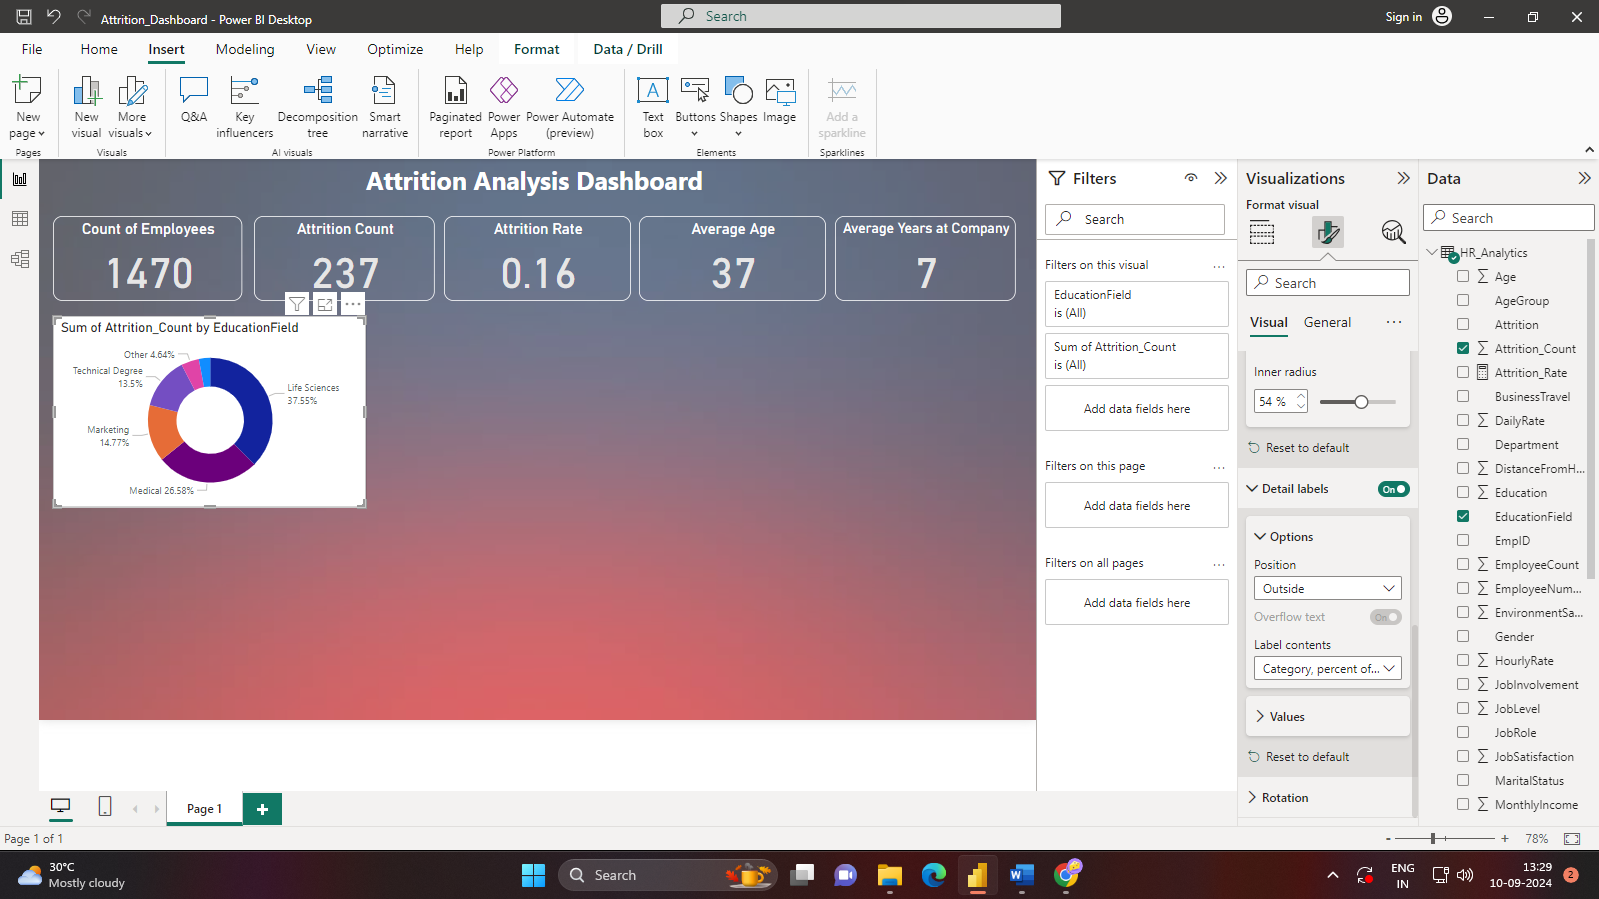 Attrition_Dashboard - Power BI Desktop
Search
Sign in
File
Home
Insert
Modeling
View
Optimize
Help
Format
Data / Drill
New page
New visual
More visuals
Q&A
Key influencers
Decomposition tree
Smart narrative
Paginated report
Power Apps
Power Automate (preview)
Text box
Buttons
Shapes
Image
Add a sparkline
Pages
Visuals
AI visuals
Power Platform
Elements
Sparklines
Attrition Analysis Dashboard
Count of Employees
1470
Attrition Count
237
Attrition Rate
0.16
Average Age
37
Average Years at Company
7
Sum of Attrition_Count by EducationField
Other 4.64%
Technical Degree
13.5%
Life Sciences
37.55%
Marketing
14.77%
Medical 26.58%
Filters
Search
Filters on this visual
EducationField
is (All)
Sum of Attrition_Count
is (All)
Add data fields here
Filters on this page
Add data fields here
Filters on all pages
Add data fields here
Visualizations
Format visual
Search
Visual
General
Inner radius
54 %
Reset to default
Detail labels
On
Options
Position
Outside
Overflow text
On
Label contents
Category, percent of...
Values
Reset to default
Rotation
Data
Search
HR_Analytics
Age
AgeGroup
Attrition
Attrition_Count
Attrition_Rate
BusinessTravel
DailyRate
Department
DistanceFromH...
Education
EducationField
EmpID
EmployeeCount
EmployeeNum...
EnvironmentSa...
Gender
HourlyRate
JobInvolvement
JobLevel
JobRole
JobSatisfaction
MaritalStatus
MonthlyIncome
Page 1
Page 1 of 1
78%
30°C
Mostly cloudy
Search
ENG
IN
13:29
10-09-2024
2